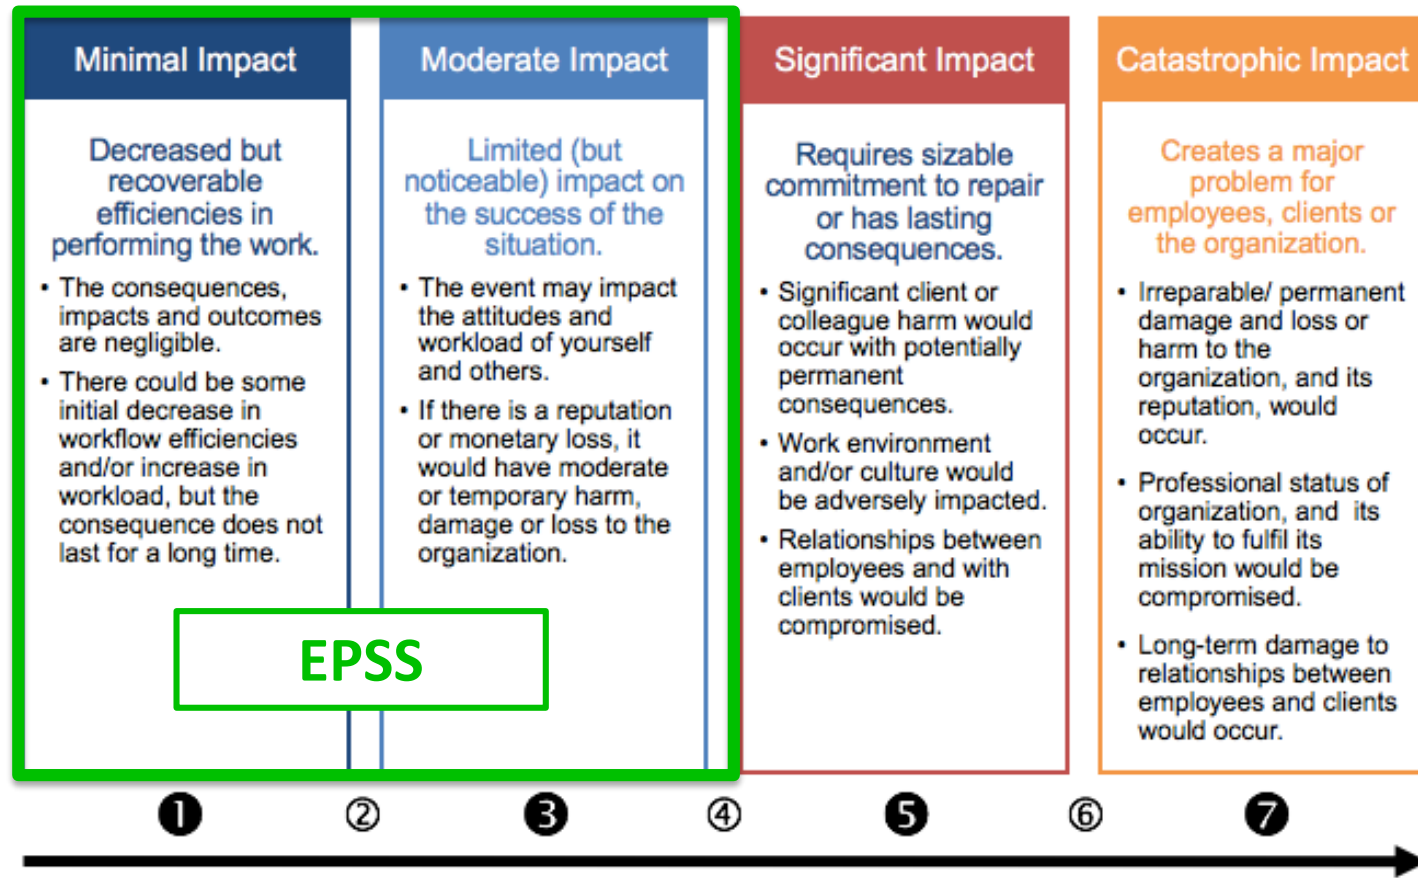 Minimal Impact
Decreased but
recoverable
efficiencies in
performing the work.
• The consequences,
impacts and outcomes
are negligible.
• There could be some
initial decrease in
workflow efficiencies
and/or increase in
workload, but the
consequence does not
last for a long time.
Moderate Impact
Limited (but
noticeable) impact on
the success of the
situation.
• The event may impact
the attitudes and
workload of yourself
and others.
• If there is a reputation
or monetary loss, it
would have moderate
or temporary harm,
damage or loss to the
organization.
EPSS
Significant Impact
Requires sizable
commitment to repair
or has lasting
consequences.
• Significant client or
colleague harm would
occur with potentially
permanent
consequences.
• Work environment
and/or culture would
be adversely impacted.
• Relationships between
employees and with
clients would be
compromised.
Catastrophic Impact
Creates a major
problem for
employees, clients or
the organization.
• Irreparable/ permanent
damage and loss or
harm to the
organization, and its
reputation, would
occur.
• Professional status of
organization, and its
ability to fulfil its
mission would be
compromised.
• Long-term damage to
relationships between
employees and clients
would occur.
❶ ② ❸ ④ ❺ ⑥ ❼